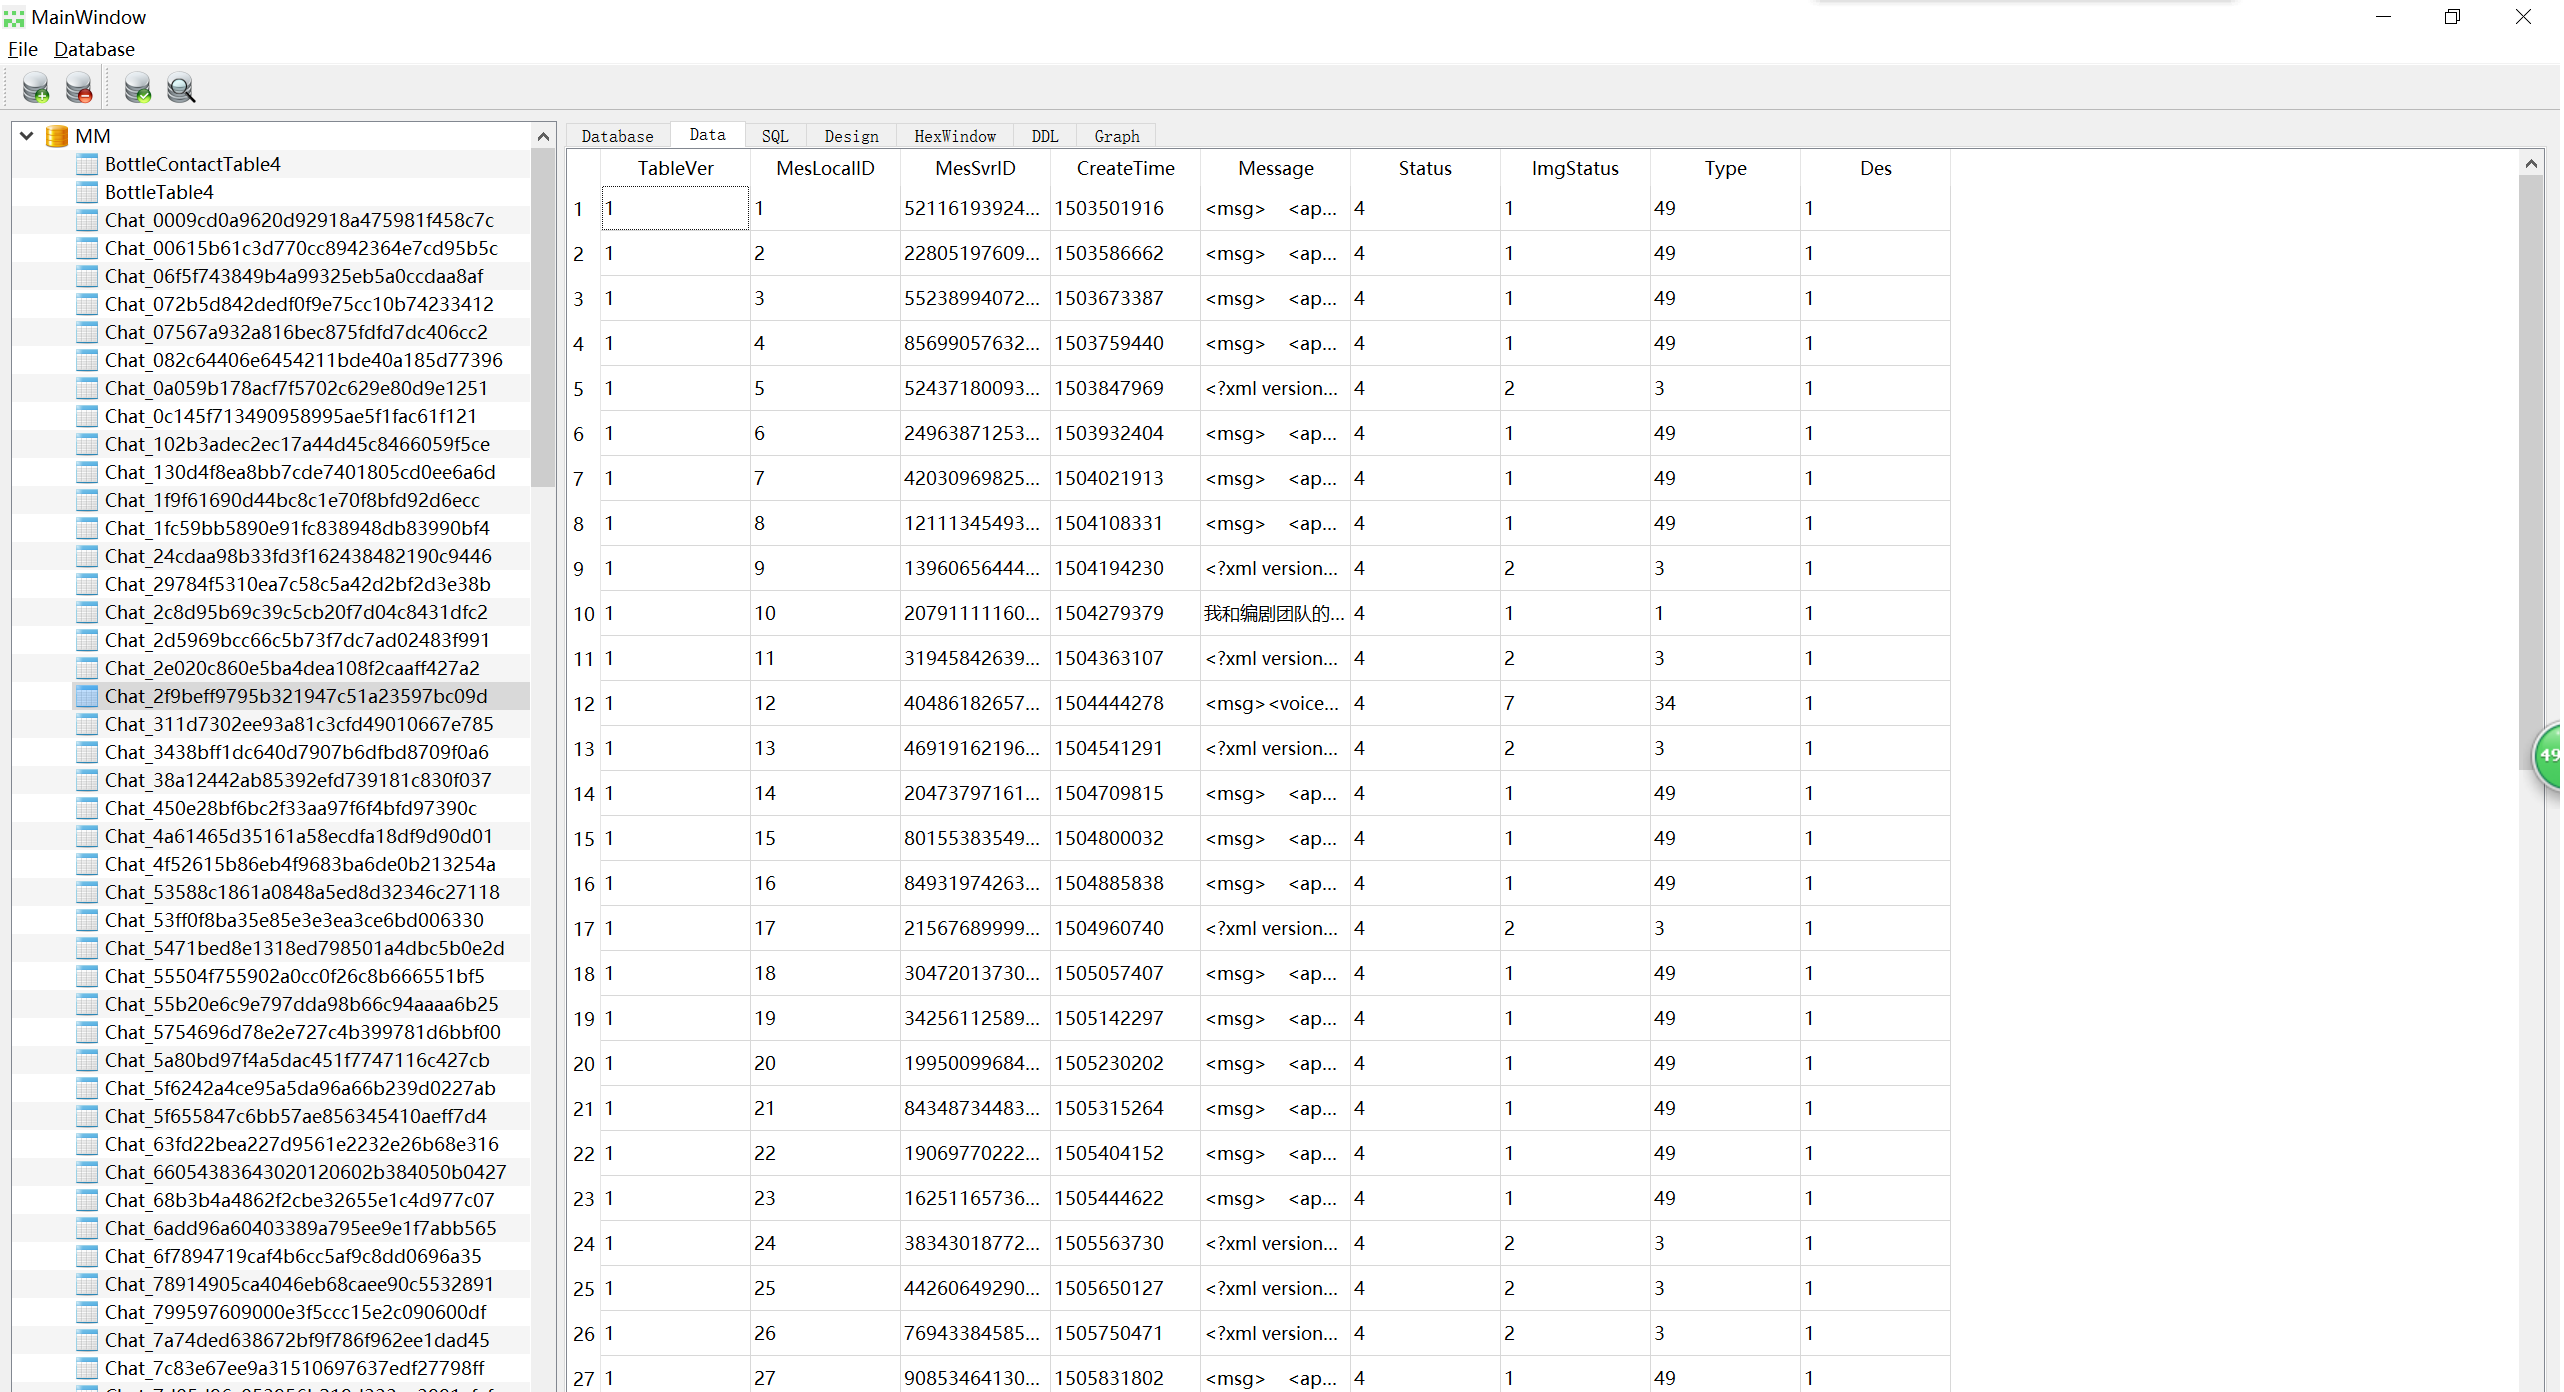 MainWindow
File Database
MM
BottleContactTable4
BottleTable4
Chat_0009cd0a9620d92918a475981f458c7c
Chat_00615b61c3d770cc8942364e7cd95b5c
Chat_06f5f743849b4a99325eb5a0ccdaa8af
Chat_072b5d842dedf0f9e75cc10b74233412
Chat_07567a932a816bec875fdfd7dc406cc2
Chat_082c64406e6454211bde40a185d77396
Chat_0a059b178acf7f5702c629e80d9e1251
Chat_0c145f713490958995ae5f1fac61f121
Chat_102b3adec2ec17a44d45c8466059f5ce
Chat_130d4f8ea8bb7cde7401805cd0ee6a6d
Chat_1f9f61690d44bc8c1e70f8bfd92d6ecc
Chat_1fc59bb5890e91fc838948db83990bf4
Chat_24cdaa98b33fd3f162438482190c9446
Chat_29784f5310ea7c58c5a42d2bf2d3e38b
Chat_2c8d95b69c39c5cb20f7d04c8431dfc2
Chat_2d5969bcc66c5b73f7dc7ad02483f991
Chat_2e020c860e5ba4dea108f2caaff427a2
Chat_2f9beff9795b321947c51a23597bc09d
Chat_311d7302ee93a81c3cfd49010667e785
Chat_3438bff1dc640d7907b6dfbd8709f0a6
Chat_38a12442ab85392efd739181c830f037
Chat_450e28bf6bc2f33aa97f6f4bfd97390c
Chat_4a61465d35161a58ecdfa18df9d90d01
Chat_4f52615b86eb4f9683ba6de0b213254a
Chat_53588c1861a0848a5ed8d32346c27118
Chat_53ff0f8ba35e85e3e3ea3ce6bd006330
Chat_5471bed8e1318ed798501a4dbc5b0e2d
Chat_55504f755902a0cc0f26c8b666551bf5
Chat_55b20e6c9e797dda98b66c94aaaa6b25
Chat_5754696d78e2e727c4b399781d6bbf00
Chat_5a80bd97f4a5dac451f7747116c427cb
Chat_5f6242a4ce95a5da96a66b239d0227ab
Chat_5f655847c6bb57ae856345410aeff7d4
Chat_63fd22bea227d9561e2232e26b68e316
Chat_66054383643020120602b384050b0427
Chat_68b3b4a4862f2cbe32655e1c4d977c07
Chat_6add96a60403389a795ee9e1f7abb565
Chat_6f7894719caf4b6cc5af9c8dd0696a35
Chat_78914905ca4046eb68caee90c5532891
Chat_799597609000e3f5ccc15e2c090600df
Chat_7a74ded638672bf9f786f962ee1dad45
Chat_7c83e67ee9a31510697637edf27798ff
Database Data SQL Design HexWindow DDL Graph
TableVer MesLocalID MesSvrID CreateTime Message Status ImgStatus Type Des
1 1 1 52116193924... 1503501916 <msg> <ap... 4 1 49 1
2 1 2 22805197609... 1503586662 <msg> <ap... 4 1 49 1
3 1 3 55238994072... 1503673387 <msg> <ap... 4 1 49 1
4 1 4 85699057632... 1503759440 <msg> <ap... 4 1 49 1
5 1 5 52437180093... 1503847969 <?xml version... 4 2 3 1
6 1 6 24963871253... 1503932404 <msg> <ap... 4 1 49 1
7 1 7 42030969825... 1504021913 <msg> <ap... 4 1 49 1
8 1 8 12111345493... 1504108331 <msg> <ap... 4 1 49 1
9 1 9 13960656444... 1504194230 <?xml version... 4 2 3 1
10 1 10 20791111160... 1504279379 我和编剧团队的... 4 1 1 1
11 1 11 31945842639... 1504363107 <?xml version... 4 2 3 1
12 1 12 40486182657... 1504444278 <msg><voice... 4 7 34 1
13 1 13 46919162196... 1504541291 <?xml version... 4 2 3 1
14 1 14 20473797161... 1504709815 <msg> <ap... 4 1 49 1
15 1 15 80155383549... 1504800032 <msg> <ap... 4 1 49 1
16 1 16 84931974263... 1504885838 <msg> <ap... 4 1 49 1
17 1 17 21567689999... 1504960740 <?xml version... 4 2 3 1
18 1 18 30472013730... 1505057407 <msg> <ap... 4 1 49 1
19 1 19 34256112589... 1505142297 <msg> <ap... 4 1 49 1
20 1 20 19950099684... 1505230202 <msg> <ap... 4 1 49 1
21 1 21 84348734483... 1505315264 <msg> <ap... 4 1 49 1
22 1 22 19069770222... 1505404152 <msg> <ap... 4 1 49 1
23 1 23 16251165736... 1505444622 <msg> <ap... 4 1 49 1
24 1 24 38343018772... 1505563730 <?xml version... 4 2 3 1
25 1 25 44260649290... 1505650127 <?xml version... 4 2 3 1
26 1 26 76943384585... 1505750471 <?xml version... 4 2 3 1
27 1 27 90853464130... 1505831802 <msg> <ap... 4 1 49 1
49